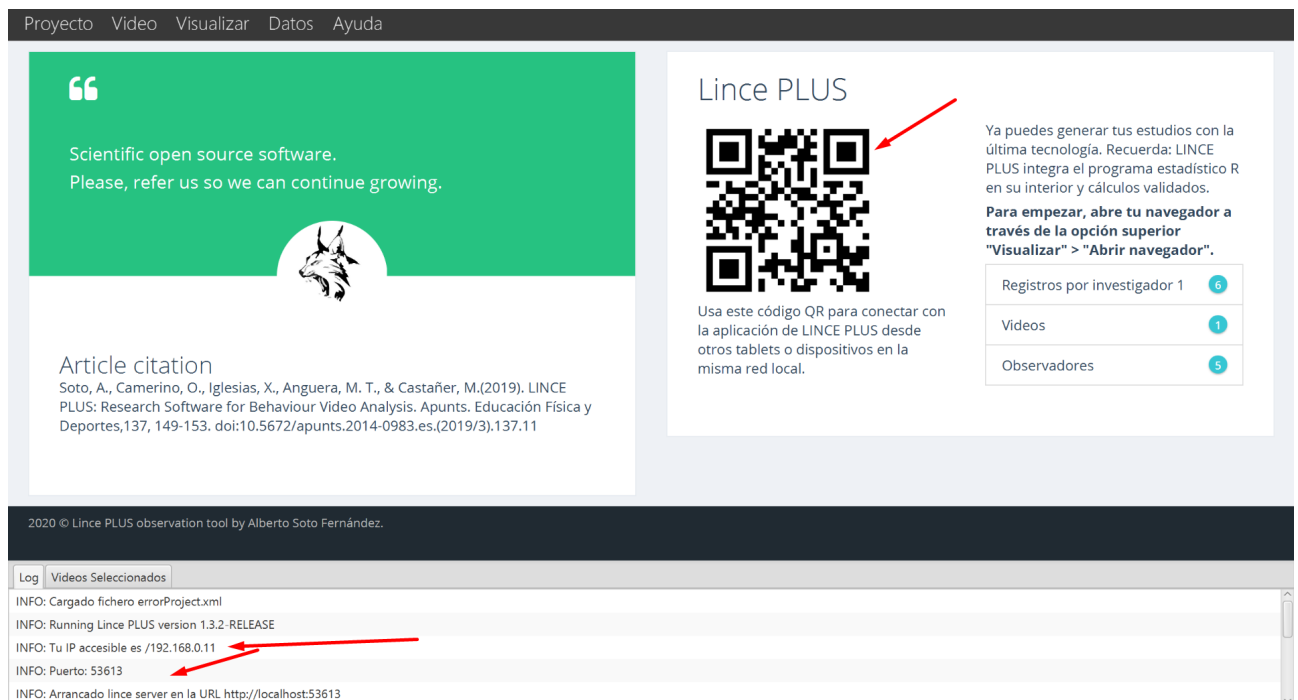 Proyecto Video Visualizar Datos Ayuda
Scientific open source software.
Please, refer us so we can continue growing.
Article citation
Soto, A., Camerino, O., Iglesias, X., Anguera, M. T., & Castañer, M.(2019). LINCE
PLUS: Research Software for Behaviour Video Analysis. Apunts. Educación Física y
Deportes,137, 149-153. doi:10.5672/apunts.2014-0983.es.(2019/3).137.11
Lince PLUS
Usa este código QR para conectar con
la aplicación de LINCE PLUS desde
otros tablets o dispositivos en la
misma red local.
Ya puedes generar tus estudios con la
última tecnología. Recuerda: LINCE
PLUS integra el programa estadístico R
en su interior y cálculos validados.
Para empezar, abre tu navegador a
través de la opción superior
"Visualizar" > "Abrir navegador".
Registros por investigador 1 6
Videos 1
Observadores 5
2020 © Lince PLUS observation tool by Alberto Soto Fernández.
Log Videos Seleccionados
INFO: Cargado fichero errorProject.xml
INFO: Running Lince PLUS version 1.3.2-RELEASE
INFO: Tu IP accesible es /192.168.0.11
INFO: Puerto: 53613
INFO: Arrancado lince server en la URL http://localhost:53613